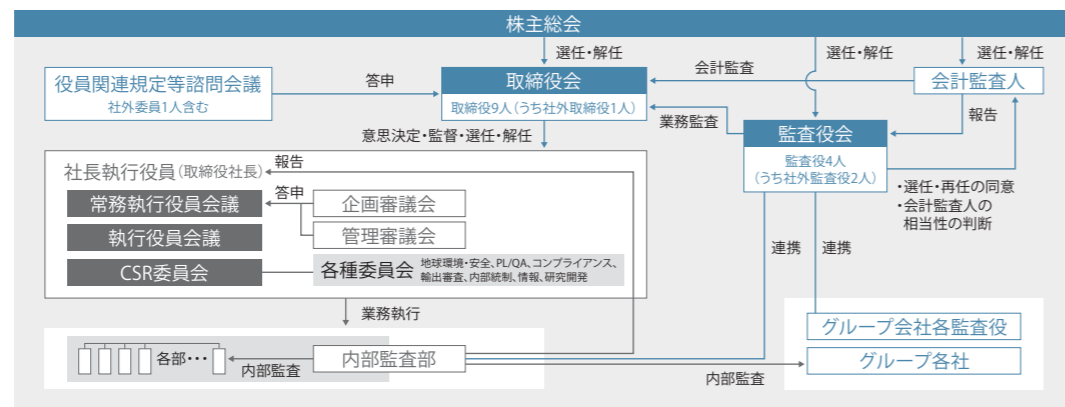 株主総会
選任・解任
選任・解任
選任・解任
役員関連規定等諮問会議
社外委員1人含む
答申
取締役会
取締役9人(うち社外取締役1人)
会計監査
会計監査人
業務監査
報告
監査役会
監査役4人
(うち社外監査役2人)
・選任・再任の同意
・会計監査人の
相当性の判断
意思決定・監督・選任・解任
社長執行役員(取締役社長)
報告
常務執行役員会議
答申
企画審議会
執行役員会議
管理審議会
CSR委員会
各種委員会
地球環境・安全、PL/QA、コンプライアンス、
輸出審査、内部統制、情報、研究開発
連携
連携
業務執行
各部・・・
内部監査
内部監査部
内部監査
グループ会社各監査役
グループ各社